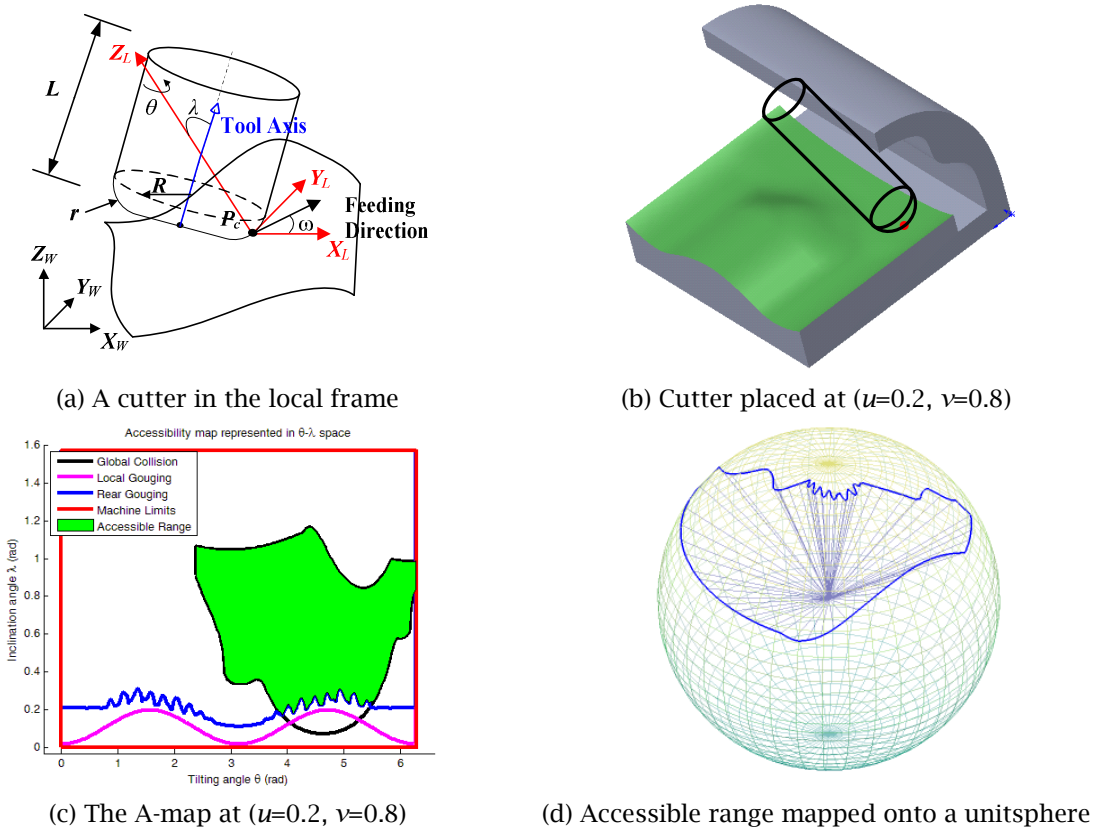 Z_L
L
θ
λ
Tool Axis
R
r
P_c
Y_L
Feeding
Direction
ω
X_L
Z_W
Y_W
X_W
(a) A cutter in the local frame
(b) Cutter placed at (u=0.2, v=0.8)
Accessibility map represented in θ-λ space
1.6
1.4
1.2
1
0.8
0.6
0.4
0.2
0
Inclination angle λ (rad)
Global Collision
Local Gouging
Rear Gouging
Machine Limits
Accessible Range
0 1 2 3 4 5 6
Tilting angle θ (rad)
(c) The A-map at (u=0.2, v=0.8)
(d) Accessible range mapped onto a unitsphere